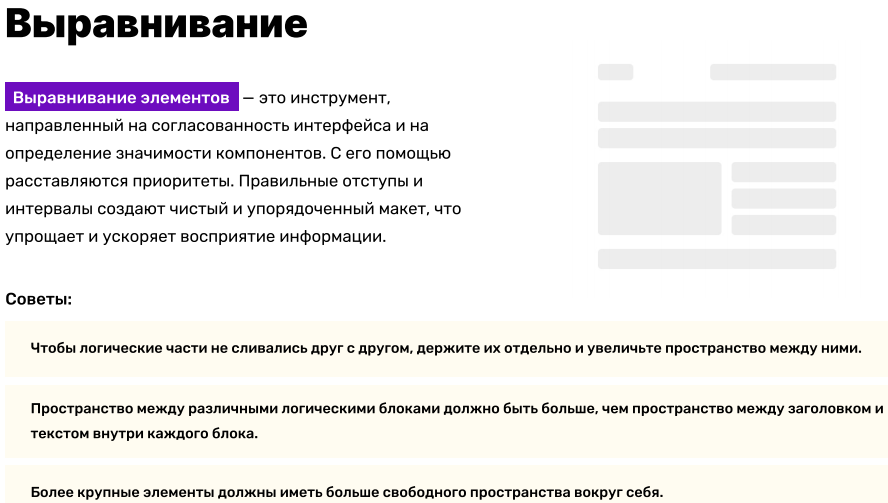 Выравнивание
Выравнивание элементов — это инструмент,
направленный на согласованность интерфейса и на
определение значимости компонентов. С его помощью
расставляются приоритеты. Правильные отступы и
интервалы создают чистый и упорядоченный макет, что
упрощает и ускоряет восприятие информации.
Советы:
Чтобы логические части не сливались друг с другом, держите их отдельно и увеличьте пространство между ними.
Пространство между различными логическими блоками должно быть больше, чем пространство между заголовком и
текстом внутри каждого блока.
Более крупные элементы должны иметь больше свободного пространства вокруг себя.